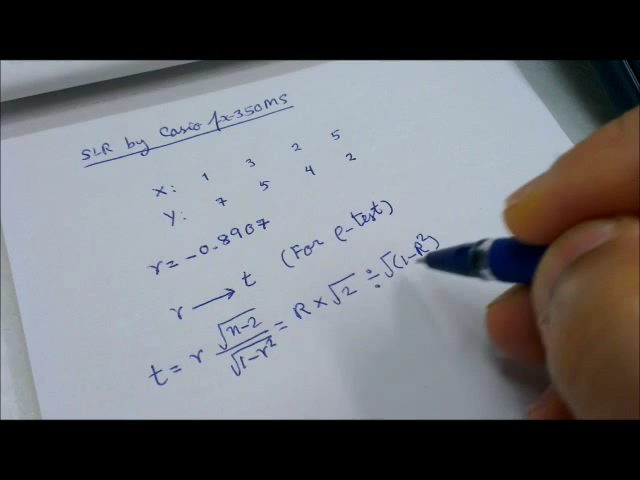 SLR by Casio fx-350MS
X: 1 3 2 5
Y: 7 5 4 2
r = -0.8907
r ⟶ t (For ρ-test)
t = r √(n-2) / √(1-r²) = R × √2 ÷ √(1-R²)